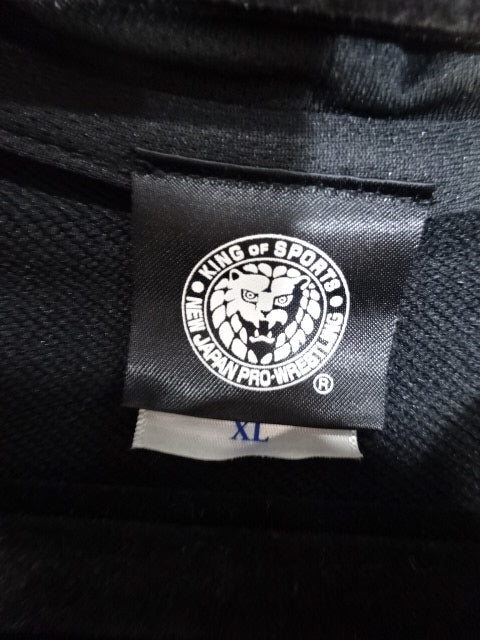 KING OF SPORTS
NEW JAPAN PRO-WRESTLING
®
XL